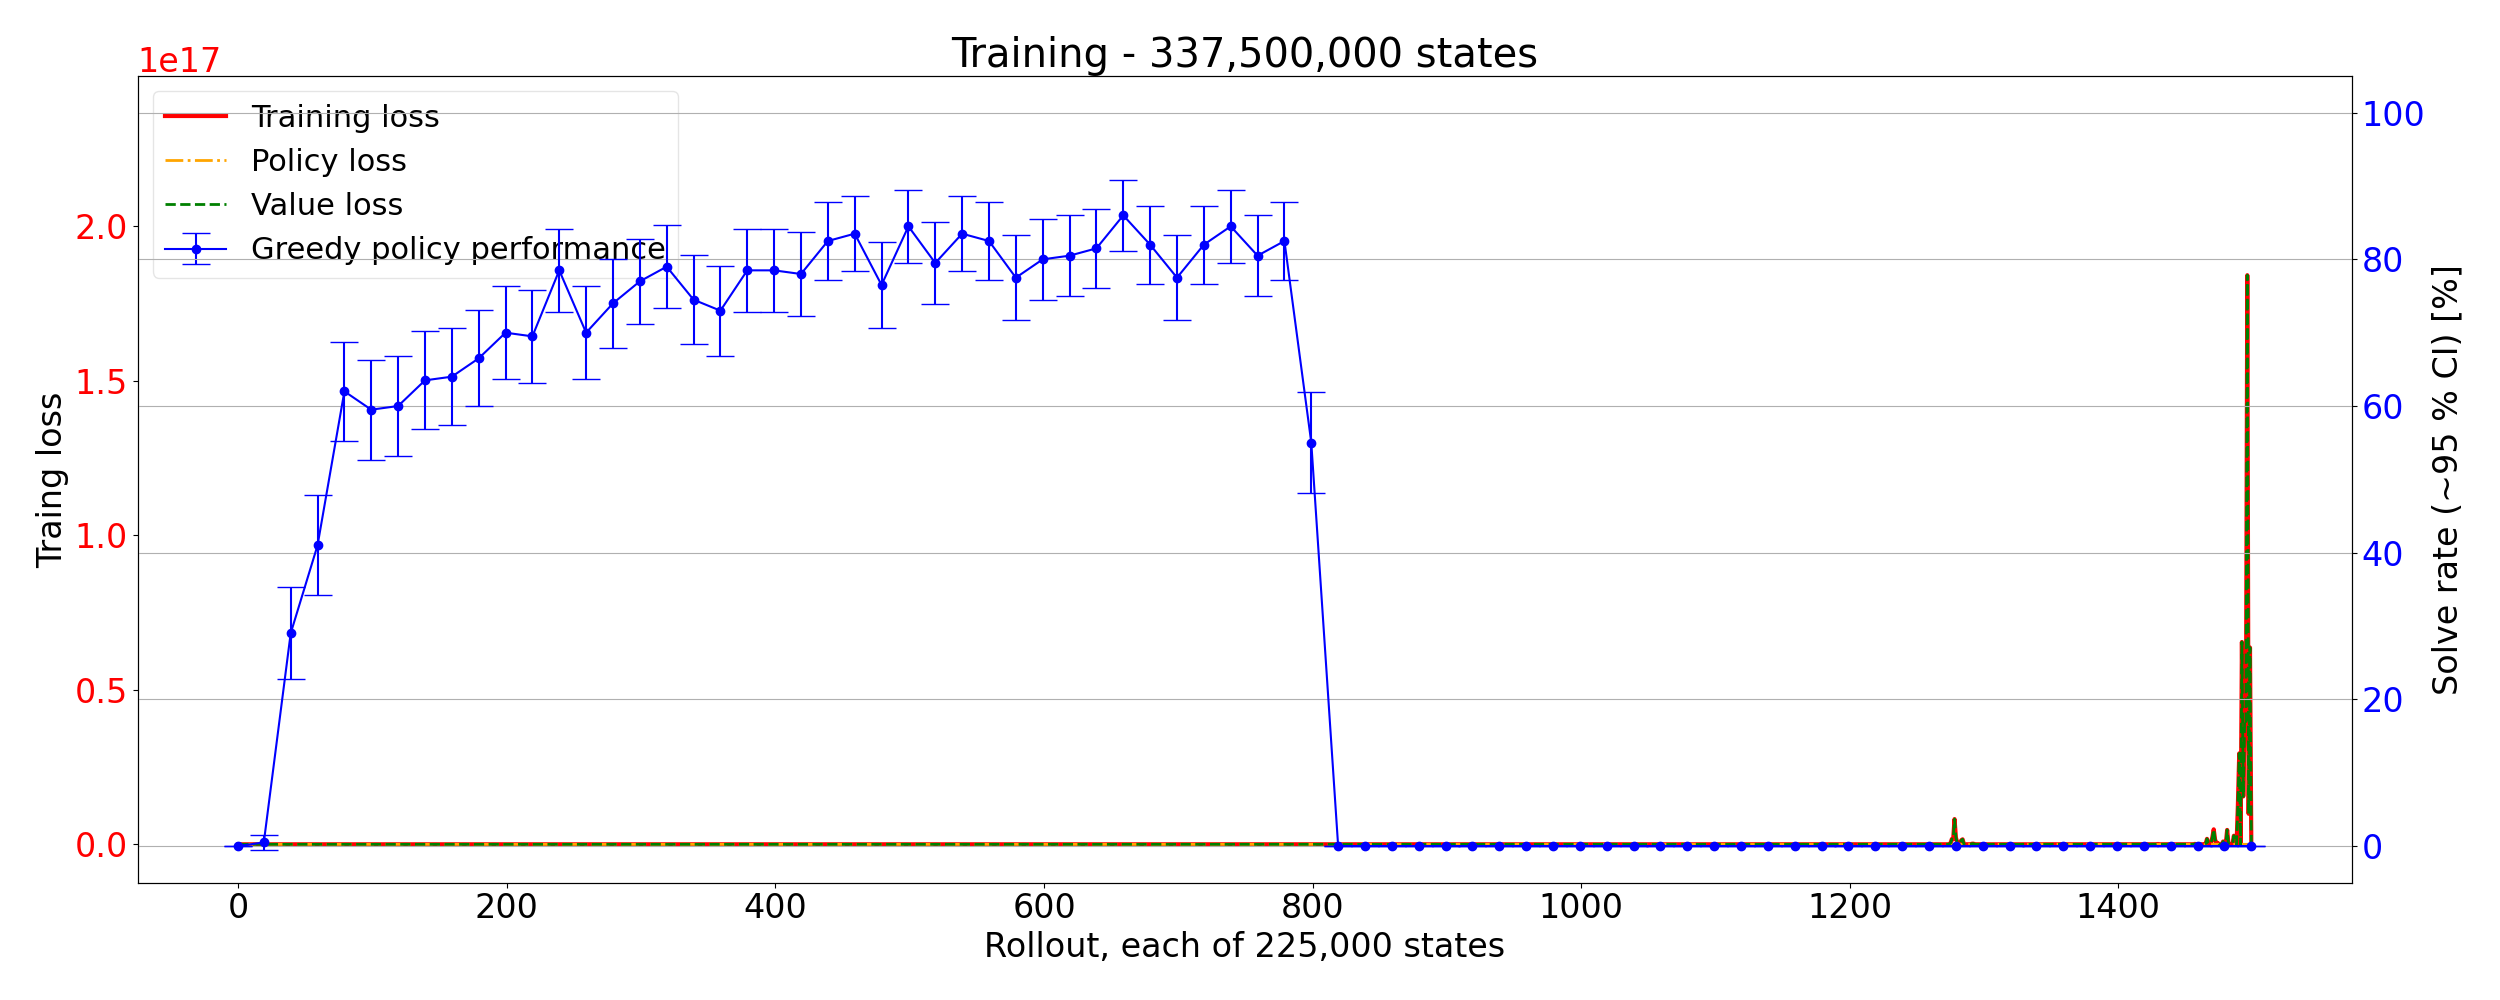 Training - 337,500,000 states
1e17
Training loss
Policy loss
Value loss
Greedy policy performance
Traing loss
2.0
1.5
1.0
0.5
0.0
100
80
60
40
20
0
Solve rate (~95 % CI) [%]
0 200 400 600 800 1000 1200 1400
Rollout, each of 225,000 states